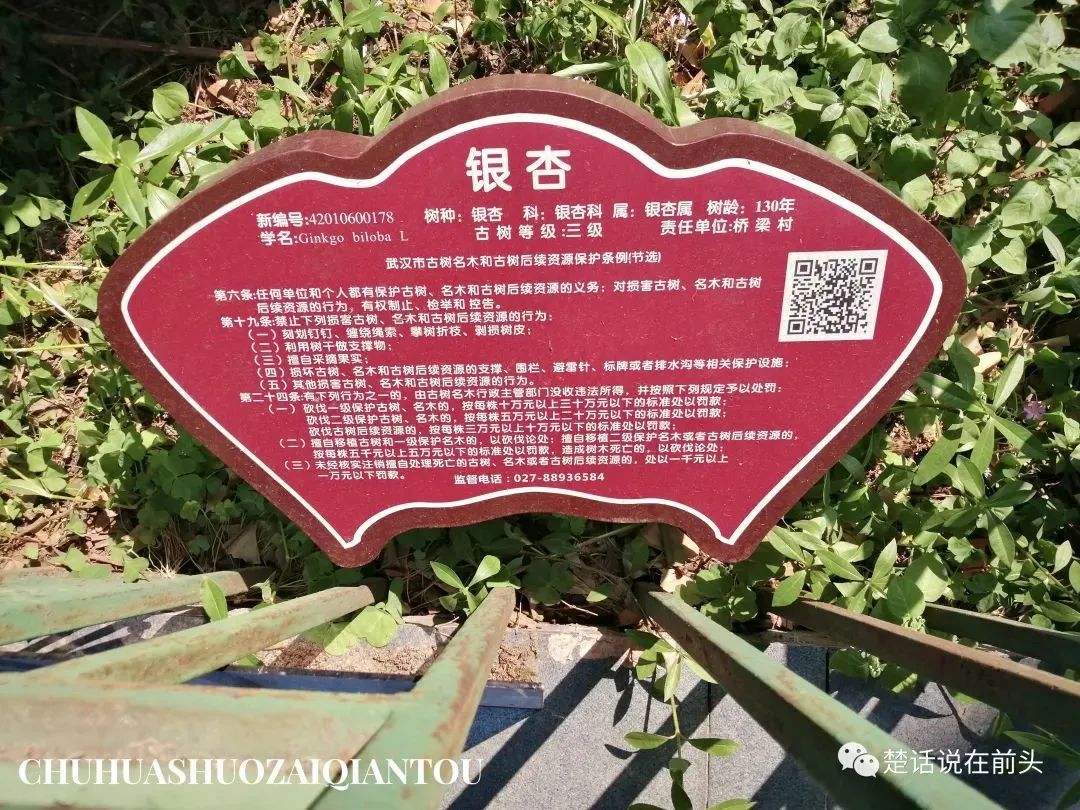 银杏
新编号:42010600178 树种：银杏 科：银杏科 属：银杏属 树龄：130年
学名:Ginkgo biloba L 古树等级:三级 责任单位:桥梁村
武汉市古树名木和古树后续资源保护条例(节选)
第六条:任何单位和个人都有保护古树、名木和古树后续资源的义务；对损害古树、名木和古树
后续资源的行为，有权制止、检举和控告。
第十九条:禁止下列损害古树、名木和古树后续资源的行为：
（一）刻划钉钉、缠绕绳索、攀树折枝、剥损树皮；
（二）利用树干做支撑物；
（三）擅自采摘果实；
（四）损坏古树、名木和古树后续资源的支撑、围栏、避雷针、标牌或者排水沟等相关保护设施；
（五）其他损害古树、名木和古树后续资源的行为。
第二十四条:有下列行为之一的，由古树名木行政主管部门没收违法所得，并按照下列规定予以处罚：
（一）砍伐一级保护古树、名木的，按每株十万元以上三十万元以下的标准处以罚款；
砍伐二级保护古树、名木的，按每株五万元以上二十万元以下的标准处以罚款；
砍伐古树后续资源的，按每株三万元以上十万元以下的标准处以罚款；
（二）擅自移植古树和一级保护名木的，以砍伐论处；擅自移植二级保护名木或者古树后续资源的，
按每株五千元以上五万元以下的标准处以罚款，造成树木死亡的，以砍伐论处；
（三）未经核实注销擅自处理死亡的古树、名木或者古树后续资源的，处以一千元以上
一万元以下罚款。 监督电话：027-88936584
CHUHUASHUOZAIQIANTOU
楚话说在前头